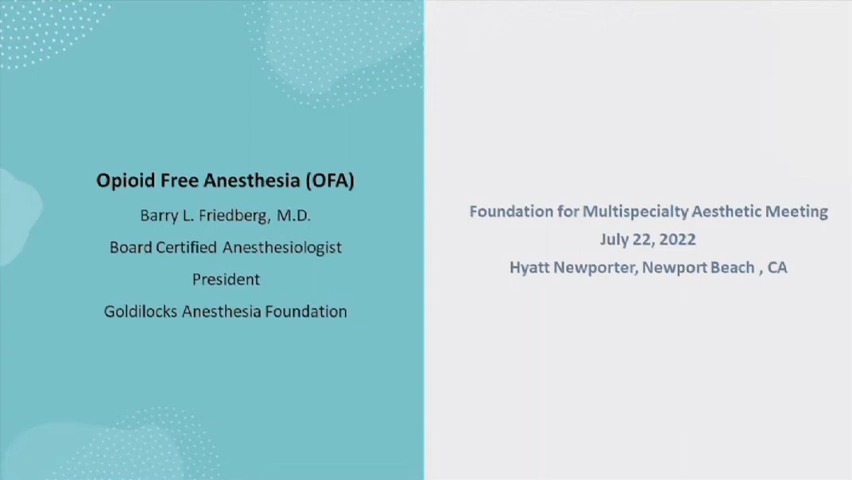 Opioid Free Anesthesia (OFA)
Barry L. Friedberg, M.D.
Board Certified Anesthesiologist
President
Goldilocks Anesthesia Foundation
Foundation for Multispecialty Aesthetic Meeting
July 22, 2022
Hyatt Newporter, Newport Beach , CA